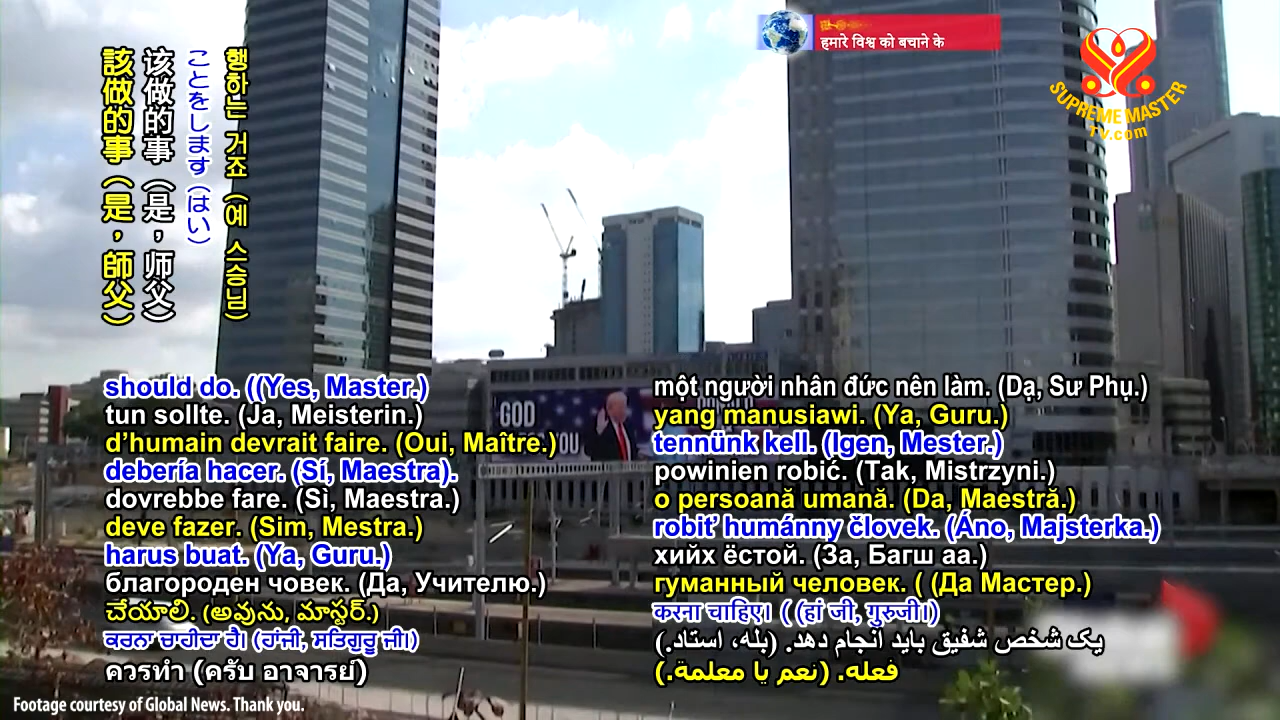 हमारे विश्व को बचाने के
SUPREME MASTER
TV.com
행하는 거죠 (예 스승님)
ことをします (はい)
该做的事 (是，师父)
該做的事 (是，師父)
should do. ((Yes, Master.)
tun sollte. (Ja, Meisterin.)
d’humain devrait faire. (Oui, Maître.)
debería hacer. (Sí, Maestra).
dovrebbe fare. (Sì, Maestra.)
deve fazer. (Sim, Mestra.)
harus buat. (Ya, Guru.)
благороден човек. (Да, Учителю.)
చేయాలి. (అవును, మాస్టర్.)
ਕਰਨਾ ਚਾਹੀਦਾ ਹੈ। (ਹਾਂਜੀ, ਸਤਿਗੁਰੂ ਜੀ।)
ควรทำ (ครับ อาจารย์)
một người nhân đức nên làm. (Dạ, Sư Phụ.)
yang manusiawi. (Ya, Guru.)
tennünk kell. (Igen, Mester.)
powinien robić. (Tak, Mistrzyni.)
o persoană umană. (Da, Maestră.)
robiť humánny človek. (Áno, Majsterka.)
хийх ёстой. (За, Багш аа.)
гуманный человек. ( (Да Мастер.)
करना चाहिए। ( (हां जी, गुरुजी।)
یک شخص شفیق باید انجام دهد. (بله، استاد.)
فعله. (نعم يا معلمة.)
GOD
YOU
Footage courtesy of Global News. Thank you.